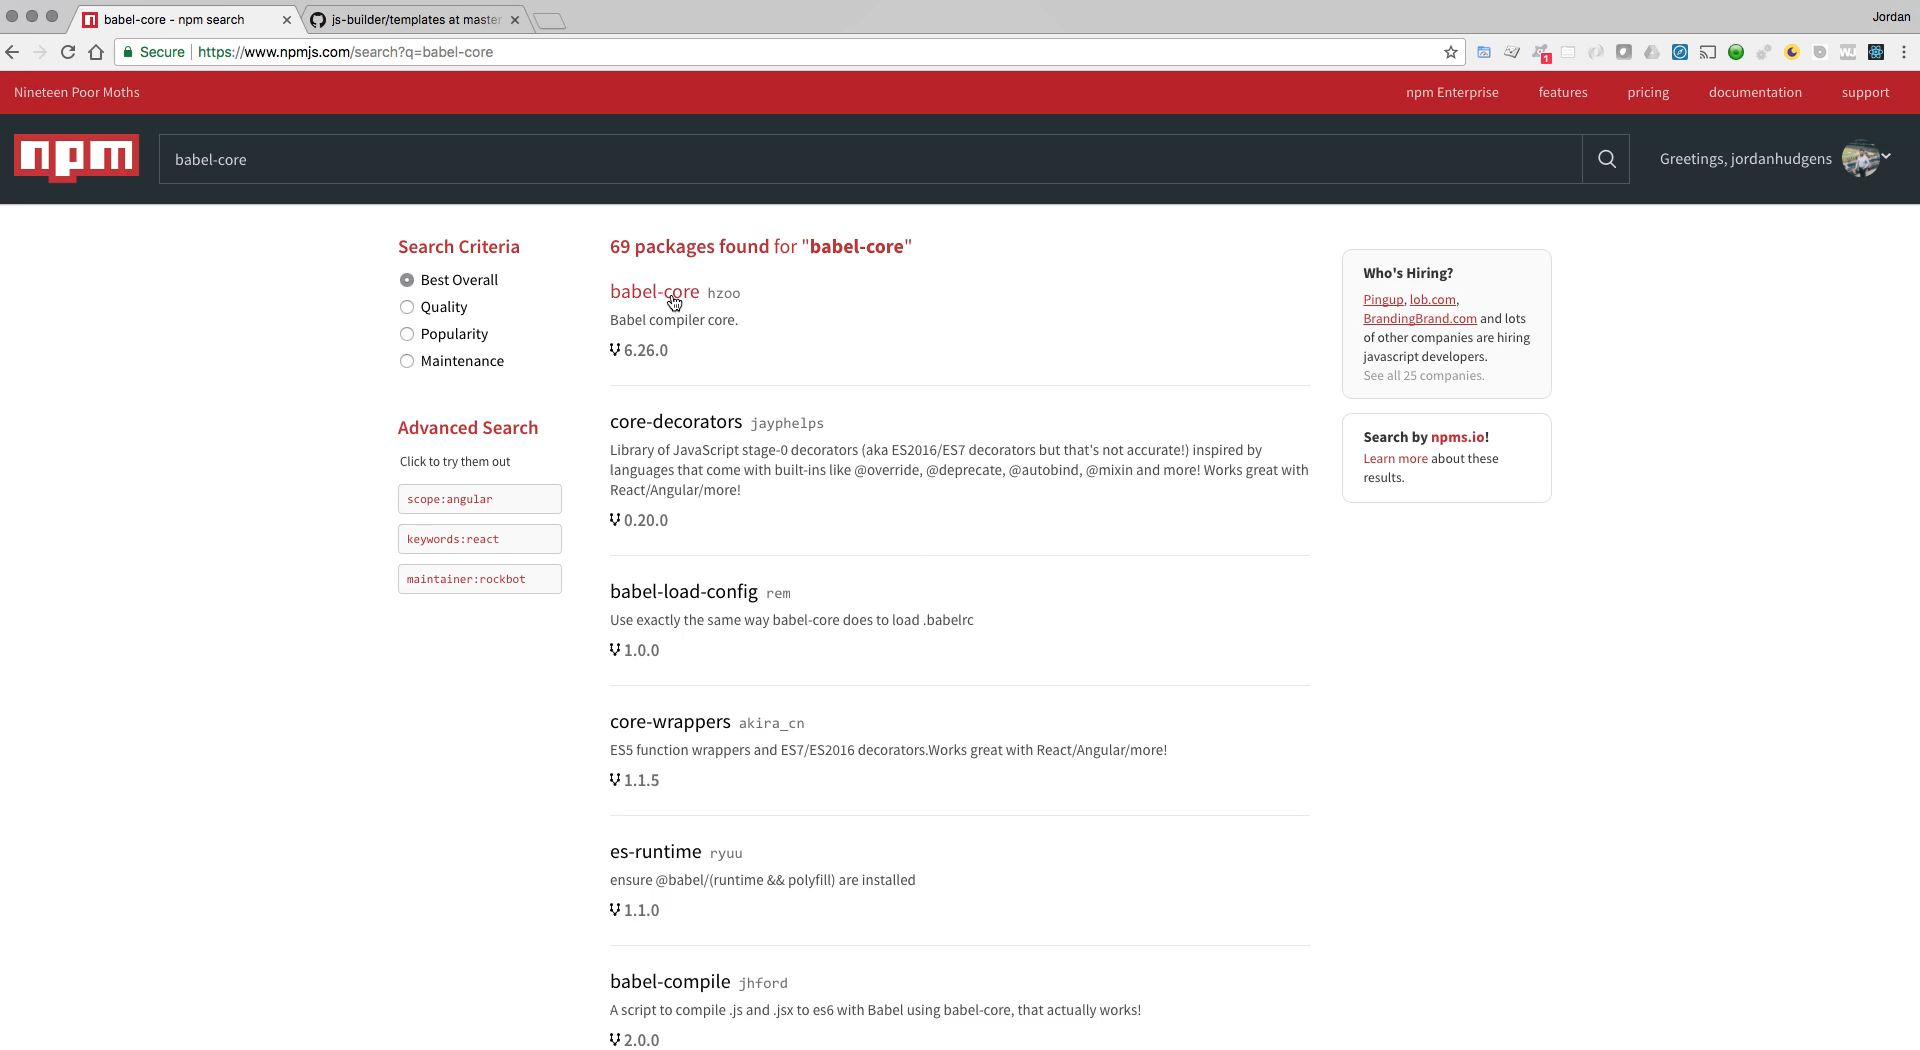 babel-core - npm search
js-builder/templates at master
Jordan
Secure
https://www.npmjs.com/search?q=babel-core
1
Nineteen Poor Moths
npm Enterprise
features
pricing
documentation
support
npm
babel-core
Greetings, jordanhudgens
Search Criteria
Best Overall
Quality
Popularity
Maintenance
Advanced Search
Click to try them out
scope:angular
keywords:react
maintainer:rockbot
69 packages found for "babel-core"
babel-core hzoo
Babel compiler core.
6.26.0
core-decorators jayphelps
Library of JavaScript stage-0 decorators (aka ES2016/ES7 decorators but that's not accurate!) inspired by
languages that come with built-ins like @override, @deprecate, @autobind, @mixin and more! Works great with
React/Angular/more!
0.20.0
babel-load-config rem
Use exactly the same way babel-core does to load .babelrc
1.0.0
core-wrappers akira_cn
ES5 function wrappers and ES7/ES2016 decorators.Works great with React/Angular/more!
1.1.5
es-runtime ryuu
ensure @babel/(runtime && polyfill) are installed
1.1.0
babel-compile jhford
A script to compile .js and .jsx to es6 with Babel using babel-core, that actually works!
2.0.0
Who's Hiring?
Pingup, lob.com,
BrandingBrand.com and lots
of other companies are hiring
javascript developers.
See all 25 companies.
Search by npms.io!
Learn more about these
results.